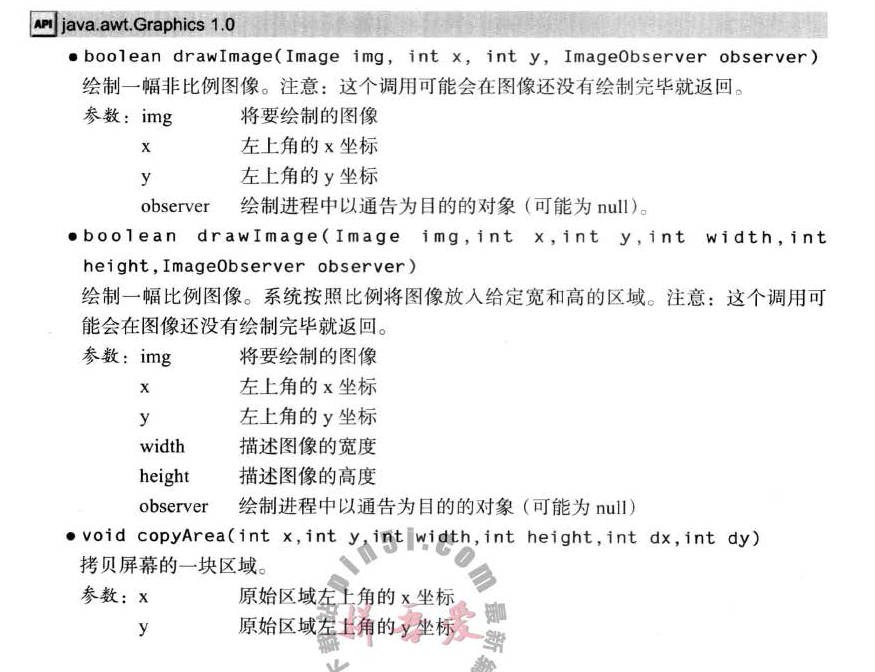 API java.awt.Graphics 1.0
● boolean drawImage(Image img, int x, int y, ImageObserver observer)
绘制一幅非比例图像。注意：这个调用可能会在图像还没有绘制完毕就返回。
参数：img 将要绘制的图像
x 左上角的 x 坐标
y 左上角的 y 坐标
observer 绘制进程中以通告为目的的对象（可能为 null）。
● boolean drawImage(Image img,int x,int y,int width,int
height,ImageObserver observer)
绘制一幅比例图像。系统按照比例将图像放入给定宽和高的区域。注意：这个调用可
能会在图像还没有绘制完毕就返回。
参数：img 将要绘制的图像
x 左上角的 x 坐标
y 左上角的 y 坐标
width 描述图像的宽度
height 描述图像的高度
observer 绘制进程中以通告为目的的对象（可能为 null）
● void copyArea(int x,int y,int width,int height,int dx,int dy)
拷贝屏幕的一块区域。
参数：x 原始区域左上角的 x 坐标
y 原始区域左上角的 y 坐标
pin5i.com
拼吾爱
最新
下载站